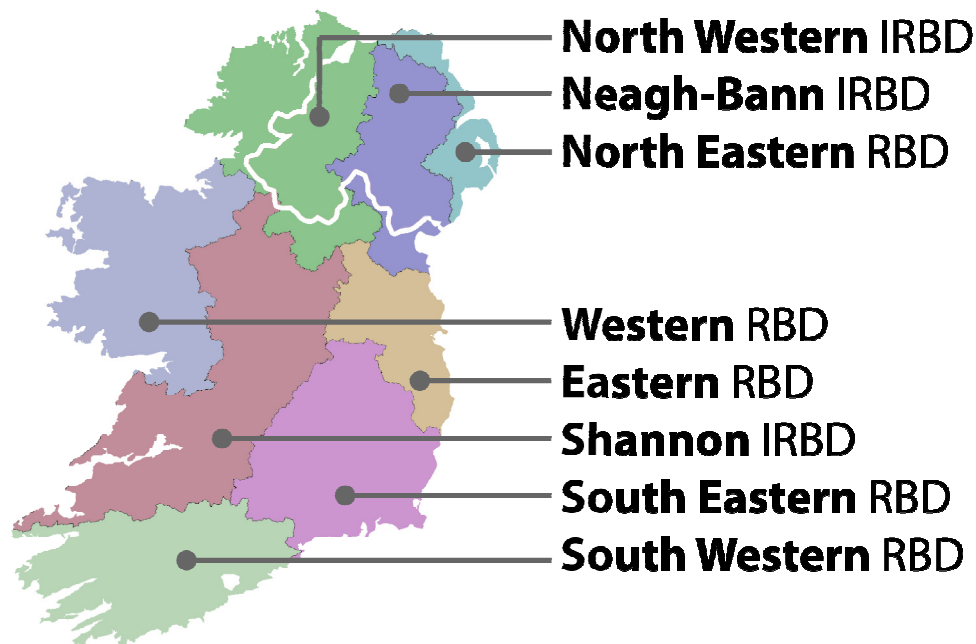 North Western IRBD
Neagh-Bann IRBD
North Eastern RBD
Western RBD
Eastern RBD
Shannon IRBD
South Eastern RBD
South Western RBD